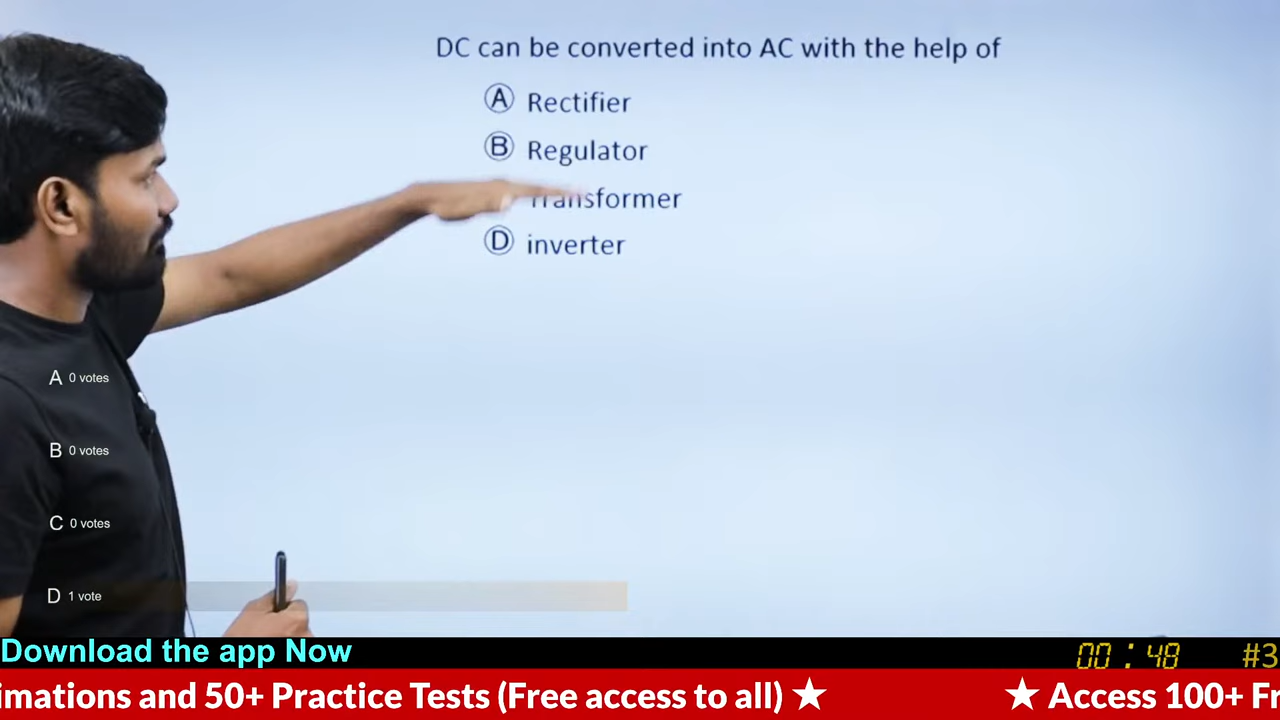 DC can be converted into AC with the help of
Ⓐ Rectifier
Ⓑ Regulator
Transformer
Ⓓ inverter
A 0 votes
B 0 votes
C 0 votes
D 1 vote
Download the app Now
00:48 #3
imations and 50+ Practice Tests (Free access to all) ★ ★ Access 100+ Fr